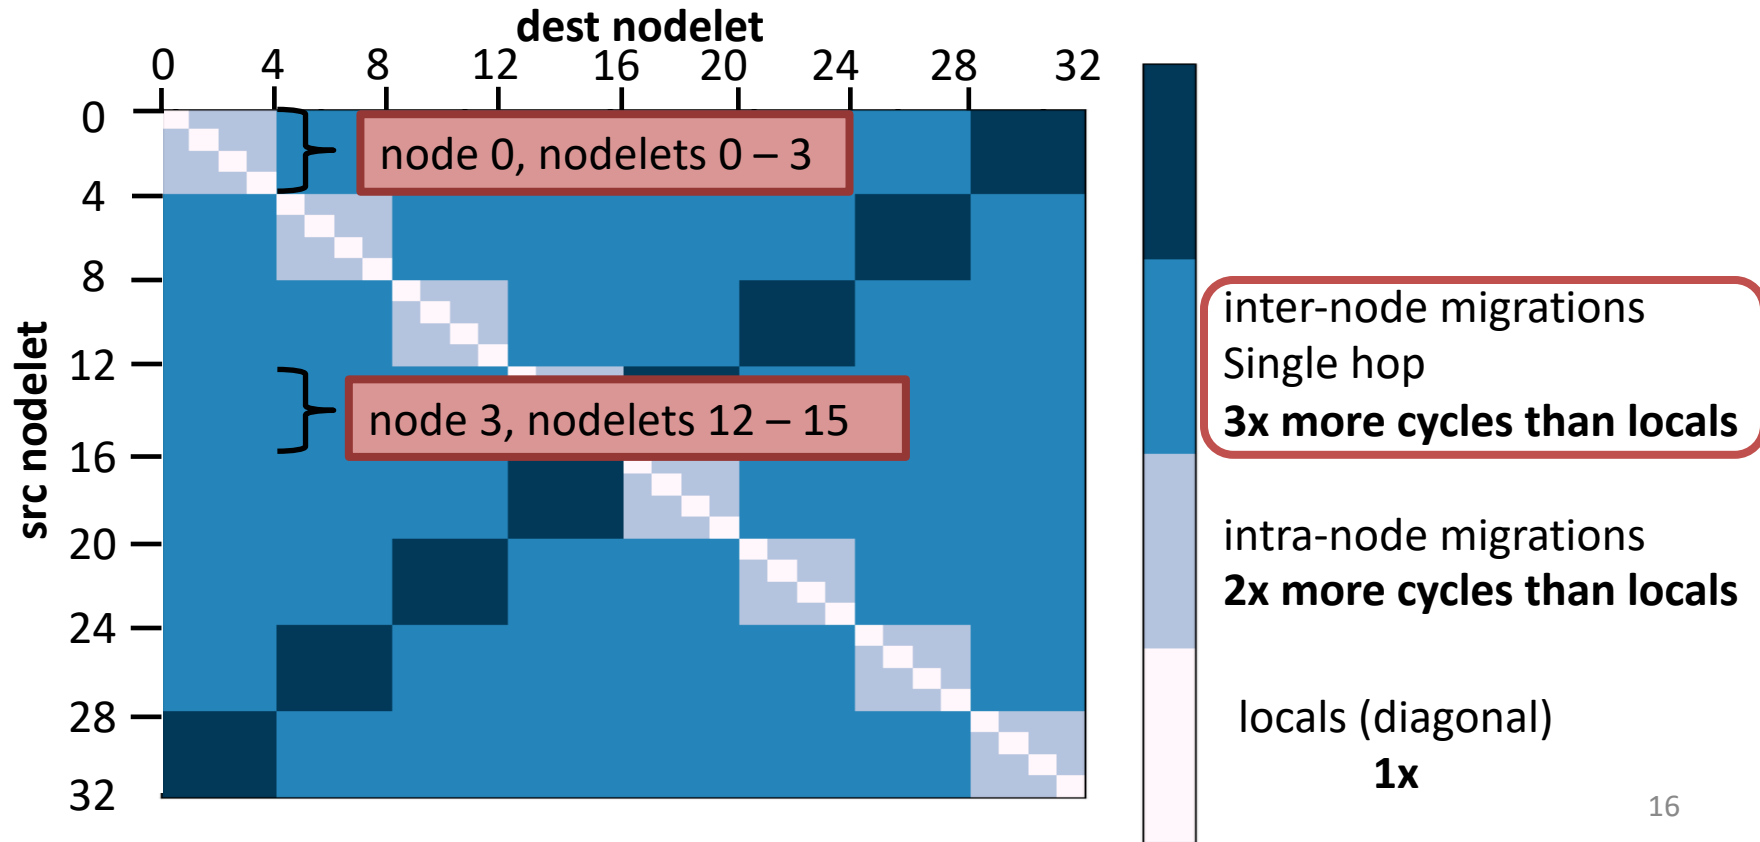 dest nodelet
0 4 8 12 16 20 24 28 32
src nodelet
0
4
8
12
16
20
24
28
32
node 0, nodelets 0 – 3
node 3, nodelets 12 – 15
inter-node migrations
Single hop
3x more cycles than locals
intra-node migrations
2x more cycles than locals
locals (diagonal)
1x
16